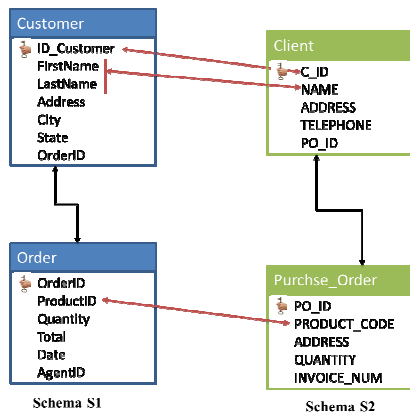 Customer
ID_Customer
FirstName
LastName
Address
City
State
OrderID
Client
C_ID
NAME
ADDRESS
TELEPHONE
PO_ID
Order
OrderID
ProductID
Quantity
Total
Date
AgentID
Purchse_Order
PO_ID
PRODUCT_CODE
ADDRESS
QUANTITY
INVOICE_NUM
Schema S1
Schema S2